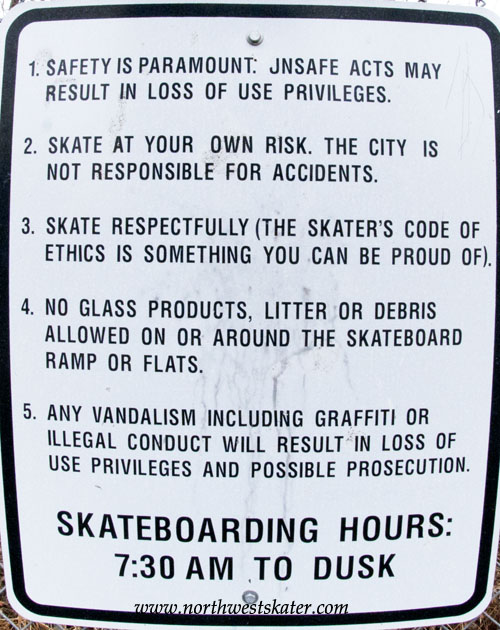 1. SAFETY IS PARAMOUNT. JNSAFE ACTS MAY
RESULT IN LOSS OF USE PRIVILEGES.
2. SKATE AT YOUR OWN RISK. THE CITY IS
NOT RESPONSIBLE FOR ACCIDENTS.
3. SKATE RESPECTFULLY (THE SKATER'S CODE OF
ETHICS IS SOMETHING YOU CAN BE PROUD OF).
4. NO GLASS PRODUCTS, LITTER OR DEBRIS
ALLOWED ON OR AROUND THE SKATEBOARD
RAMP OR FLATS.
5. ANY VANDALISM INCLUDING GRAFFITI OR
ILLEGAL CONDUCT WILL RESULT IN LOSS OF
USE PRIVILEGES AND POSSIBLE PROSECUTION.
SKATEBOARDING HOURS:
7:30 AM TO DUSK
www.northwestskater.com